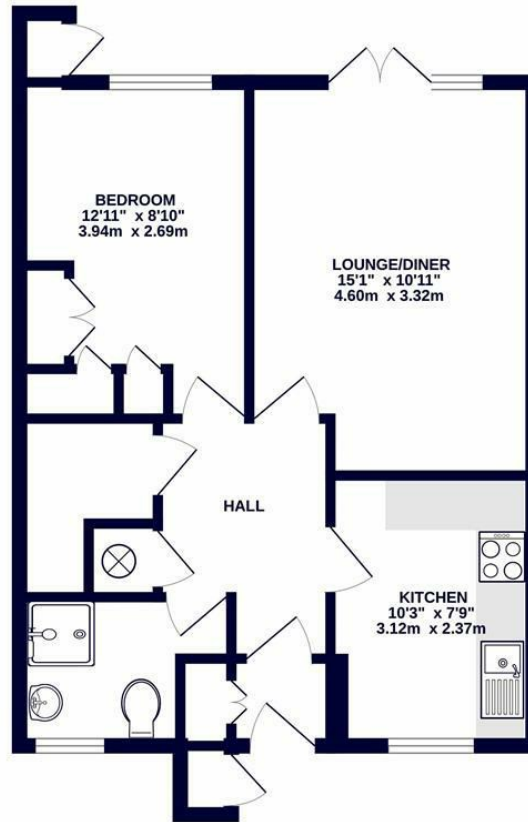 BEDROOM
12'11" x 8'10"
3.94m x 2.69m
LOUNGE/DINER
15'1" x 10'11"
4.60m x 3.32m
HALL
KITCHEN
10'3" x 7'9"
3.12m x 2.37m